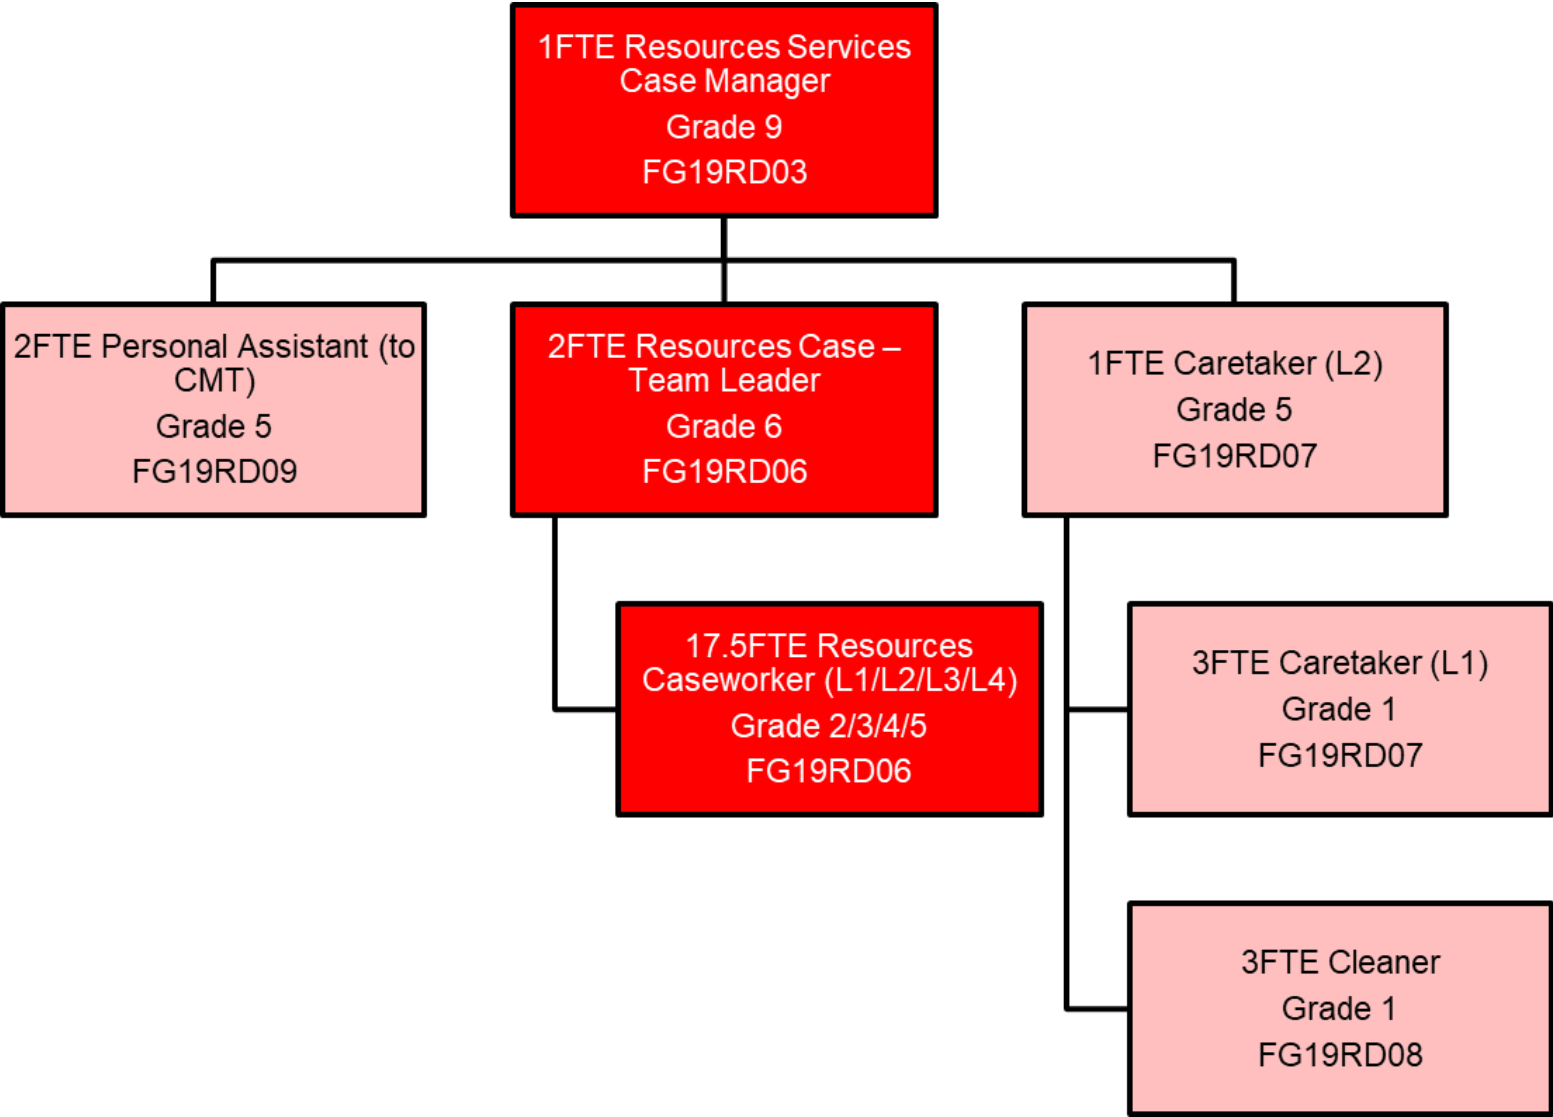 1FTE Resources Services
Case Manager
Grade 9
FG19RD03
2FTE Personal Assistant (to
CMT)
Grade 5
FG19RD09
2FTE Resources Case –
Team Leader
Grade 6
FG19RD06
1FTE Caretaker (L2)
Grade 5
FG19RD07
17.5FTE Resources
Caseworker (L1/L2/L3/L4)
Grade 2/3/4/5
FG19RD06
3FTE Caretaker (L1)
Grade 1
FG19RD07
3FTE Cleaner
Grade 1
FG19RD08